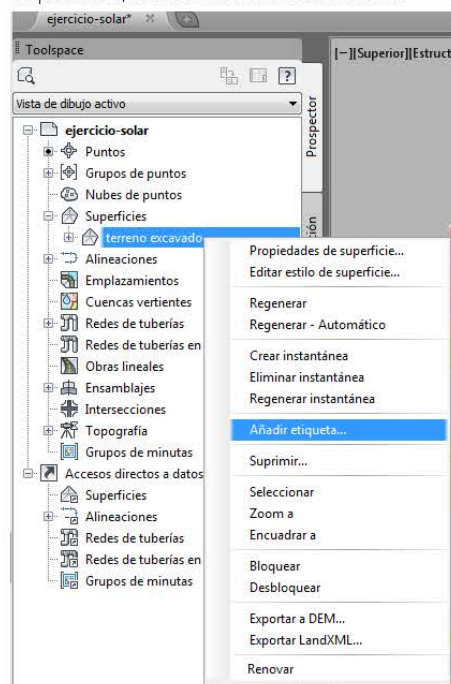 ejercicio-solar*
Toolspace
[−][Superior][Estruct
Vista de dibujo activo
Prospector
ejercicio-solar
Puntos
Grupos de puntos
Nubes de puntos
Superficies
terreno excavado
Alineaciones
Emplazamientos
Cuencas vertientes
Redes de tuberías
Redes de tuberías en
Obras lineales
Ensamblajes
Intersecciones
Topografía
Grupos de minutas
Accesos directos a datos
Superficies
Alineaciones
Redes de tuberías
Redes de tuberías en
Grupos de minutas
ción
Propiedades de superficie...
Editar estilo de superficie...
Regenerar
Regenerar - Automático
Crear instantánea
Eliminar instantánea
Regenerar instantánea
Añadir etiqueta...
Suprimir...
Seleccionar
Zoom a
Encuadrar a
Bloquear
Desbloquear
Exportar a DEM...
Exportar LandXML...
Renovar